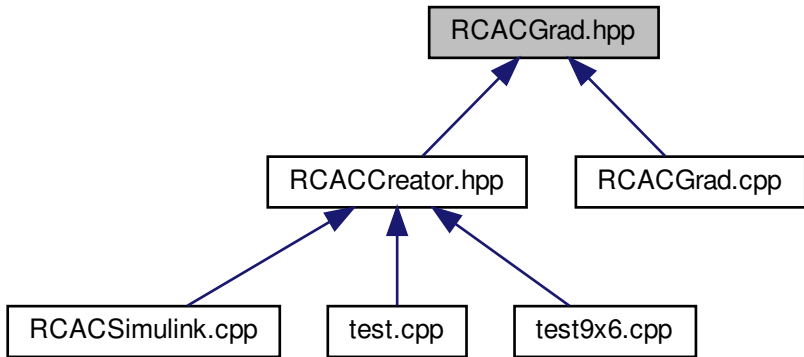 RCACGrad.hpp
RCACCreator.hpp
RCACGrad.cpp
RCACSimulink.cpp
test.cpp
test9x6.cpp